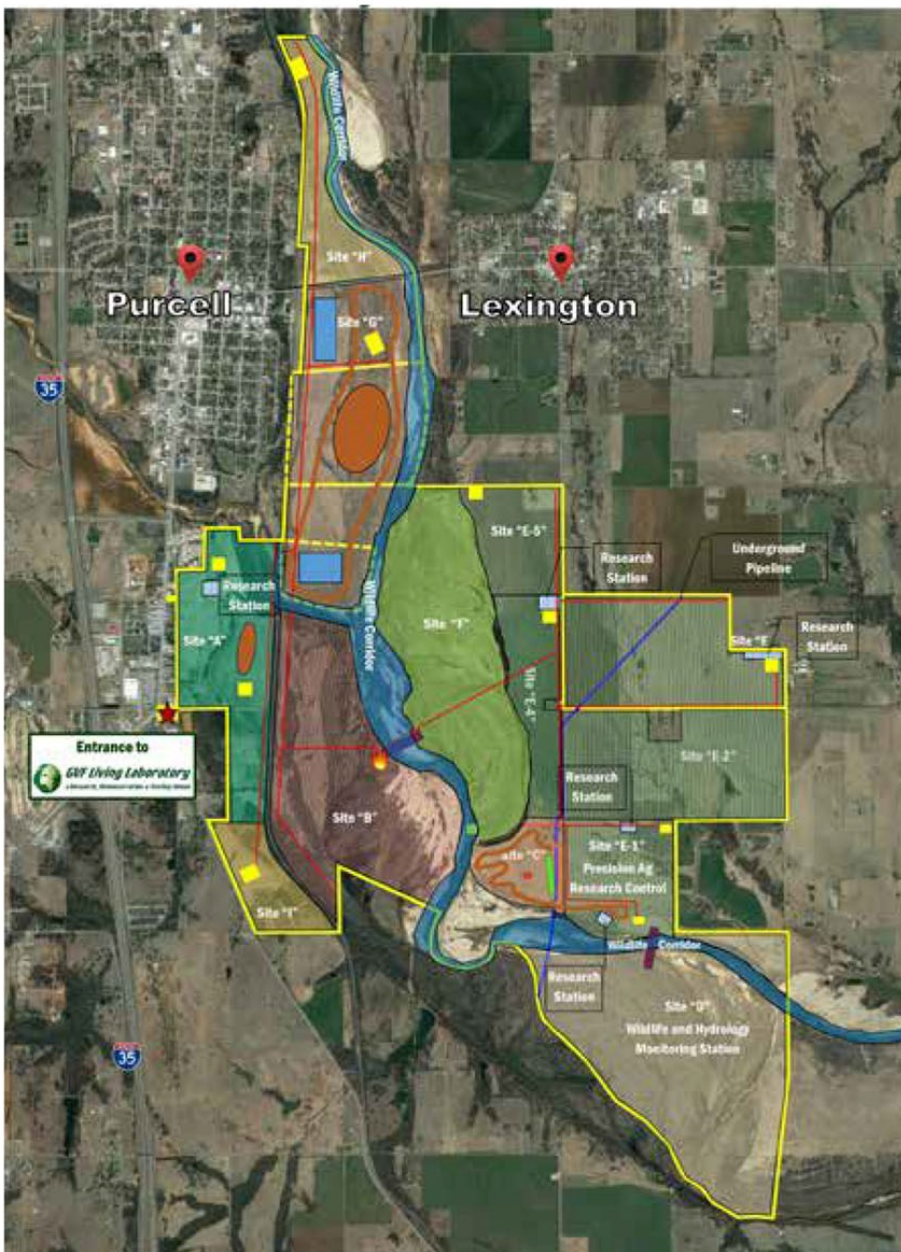 Wildlife Corridor
Site "H"
Purcell
Lexington
Site "G"
35
Site "E-5"
Research
Station
Underground
Pipeline
Research
Station
Wildlife Corridor
Site "F"
Site "A"
Site "E
Research
Station
Site "E-
Entrance to
GVF Living Laboratory
Site "E-2"
Research
Station
Site "B"
Site "C"
Site "E-1"
Precision Ag
Research Control
Site "I"
Wildlife Corridor
Research
Station
Site "D"
Wildlife and Hydrology
Monitoring Station
35